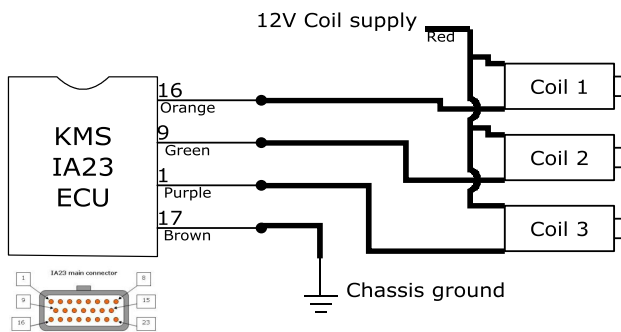 12V Coil supply
Red
16
Orange
Coil 1
KMS
IA23
ECU
9
Green
Coil 2
1
Purple
17
Brown
Coil 3
IA23 main connector
1
8
9
15
16
23
Chassis ground